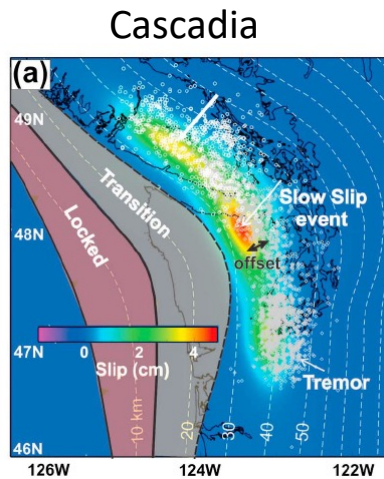 Cascadia
(a)
49N
Transition
Locked
Slow Slip
event
48N
offset
0 2 4
Slip (cm)
47N
Tremor
10 km
20
30
40
50
46N
126W 124W 122W